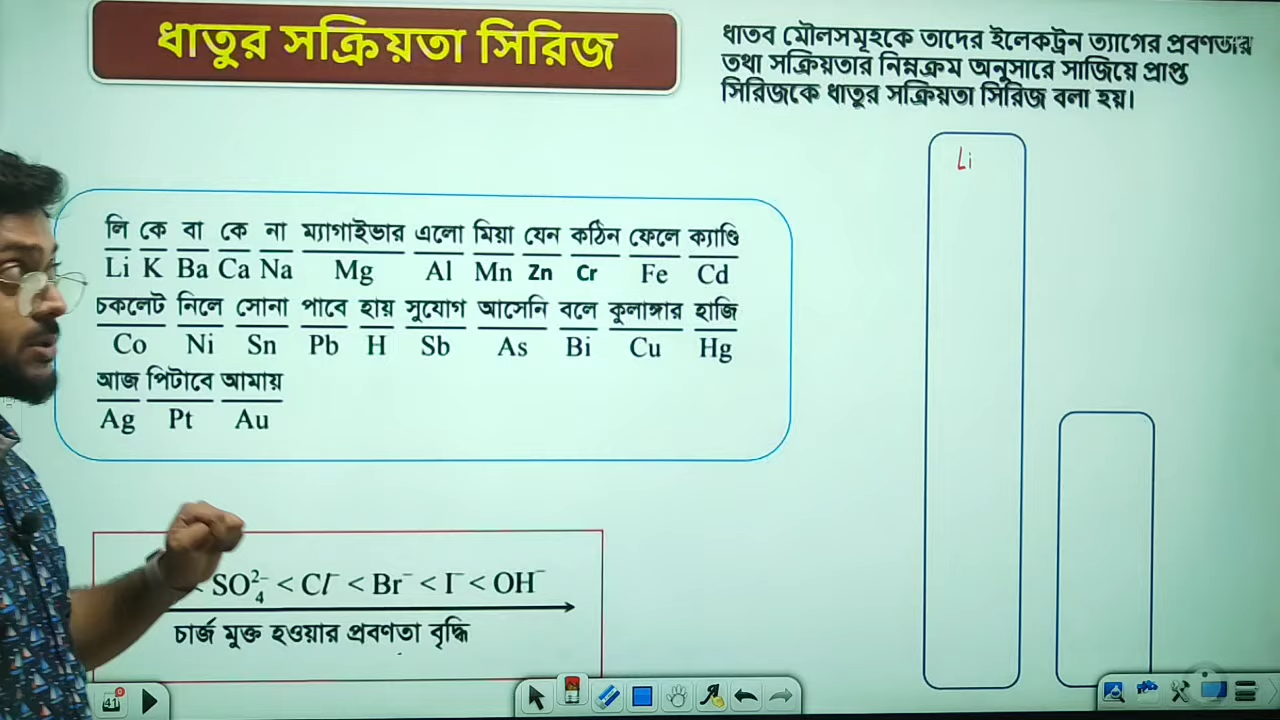 ধাতুর সক্রিয়তা সিরিজ
ধাতব মৌলসমূহকে তাদের ইলেকট্রন ত্যাগের প্রবণতার
তথা সক্রিয়তার নিম্নক্রম অনুসারে সাজিয়ে প্রাপ্ত
সিরিজকে ধাতুর সক্রিয়তা সিরিজ বলা হয়।
Li
লি কে বা কে না ম্যাগাইভার এলো মিয়া যেন কঠিন ফেলে ক্যাণ্ডি
Li K Ba Ca Na Mg Al Mn Zn Cr Fe Cd
চকলেট নিলে সোনা পাবে হায় সুযোগ আসেনি বলে কুলাঙ্গার হাজি
Co Ni Sn Pb H Sb As Bi Cu Hg
আজ পিটাবে আমায়
Ag Pt Au
< SO₄²⁻ < Cl⁻ < Br⁻ < I⁻ < OH⁻
চার্জ মুক্ত হওয়ার প্রবণতা বৃদ্ধি
41